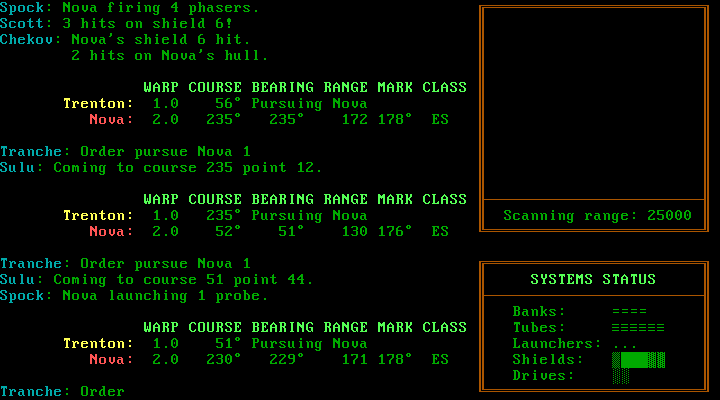 Spock: Nova firing 4 phasers.
Scott: 3 hits on shield 6!
Chekov: Nova's shield 6 hit.
2 hits on Nova's hull.
WARP COURSE BEARING RANGE MARK CLASS
Trenton: 1.0 56° Pursuing Nova
Nova: 2.0 235° 235° 172 178° ES
Tranche: Order pursue Nova 1
Sulu: Coming to course 235 point 12.
WARP COURSE BEARING RANGE MARK CLASS
Trenton: 1.0 235° Pursuing Nova
Nova: 2.0 52° 51° 130 176° ES
Tranche: Order pursue Nova 1
Sulu: Coming to course 51 point 44.
Spock: Nova launching 1 probe.
WARP COURSE BEARING RANGE MARK CLASS
Trenton: 1.0 51° Pursuing Nova
Nova: 2.0 230° 229° 171 178° ES
Tranche: Order
Scanning range: 25000
SYSTEMS STATUS
Banks: ====
Tubes: ≡≡≡≡≡≡
Launchers: ...
Shields: ░███▒▒
Drives: ░▒